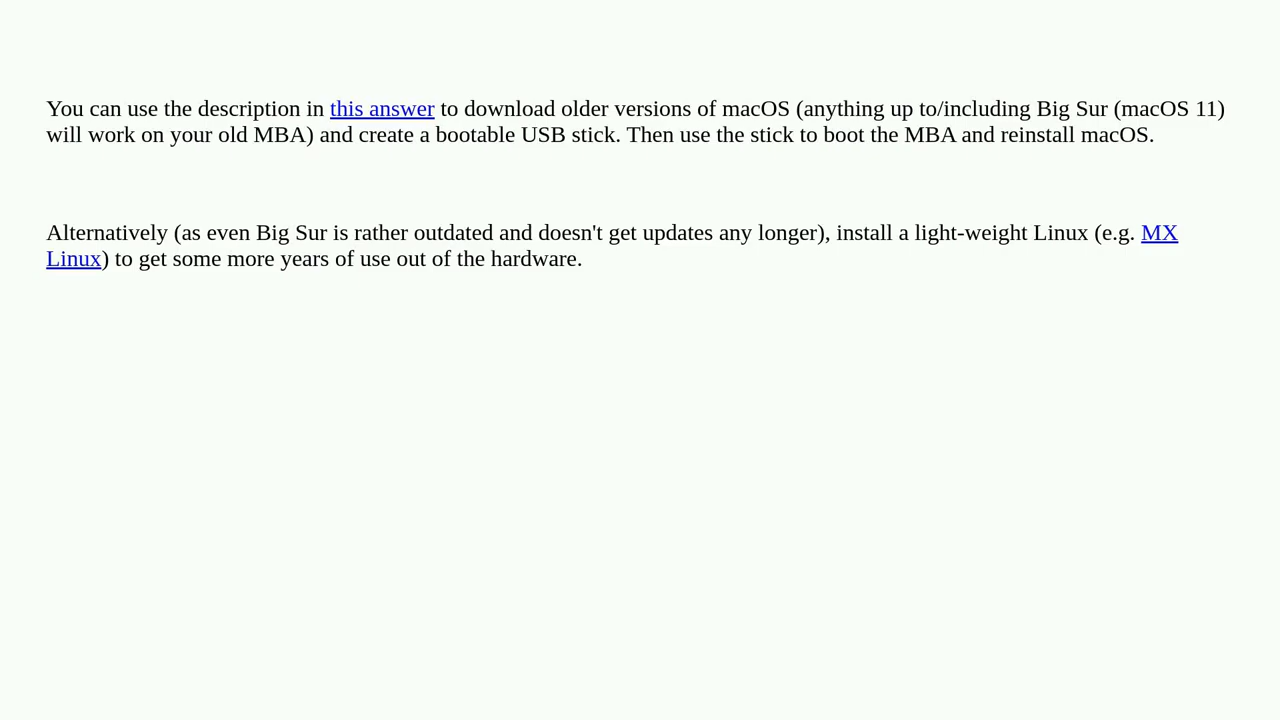 You can use the description in this answer to download older versions of macOS (anything up to/including Big Sur (macOS 11)
will work on your old MBA) and create a bootable USB stick. Then use the stick to boot the MBA and reinstall macOS.
Alternatively (as even Big Sur is rather outdated and doesn't get updates any longer), install a light-weight Linux (e.g. MX
Linux) to get some more years of use out of the hardware.